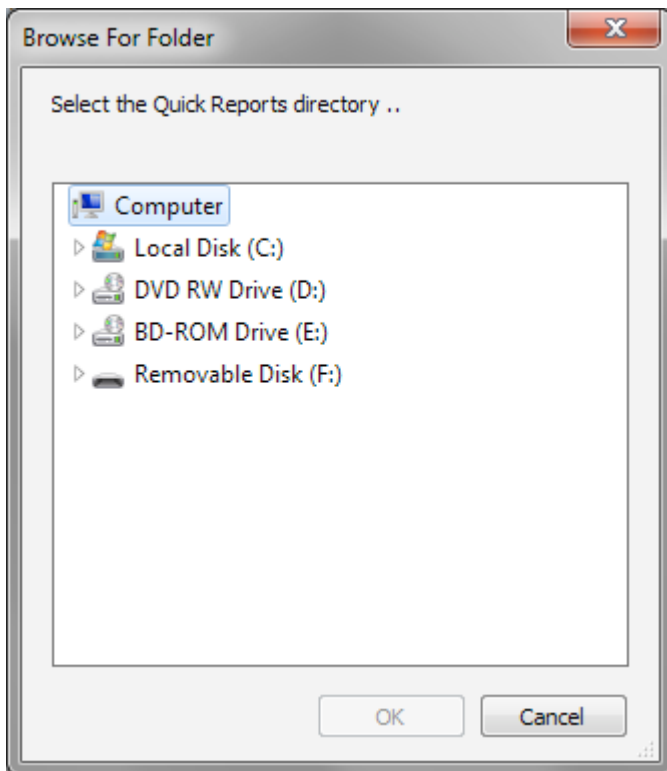 Browse For Folder
Select the Quick Reports directory ..
Computer
Local Disk (C:)
DVD RW Drive (D:)
BD-ROM Drive (E:)
Removable Disk (F:)
OK Cancel